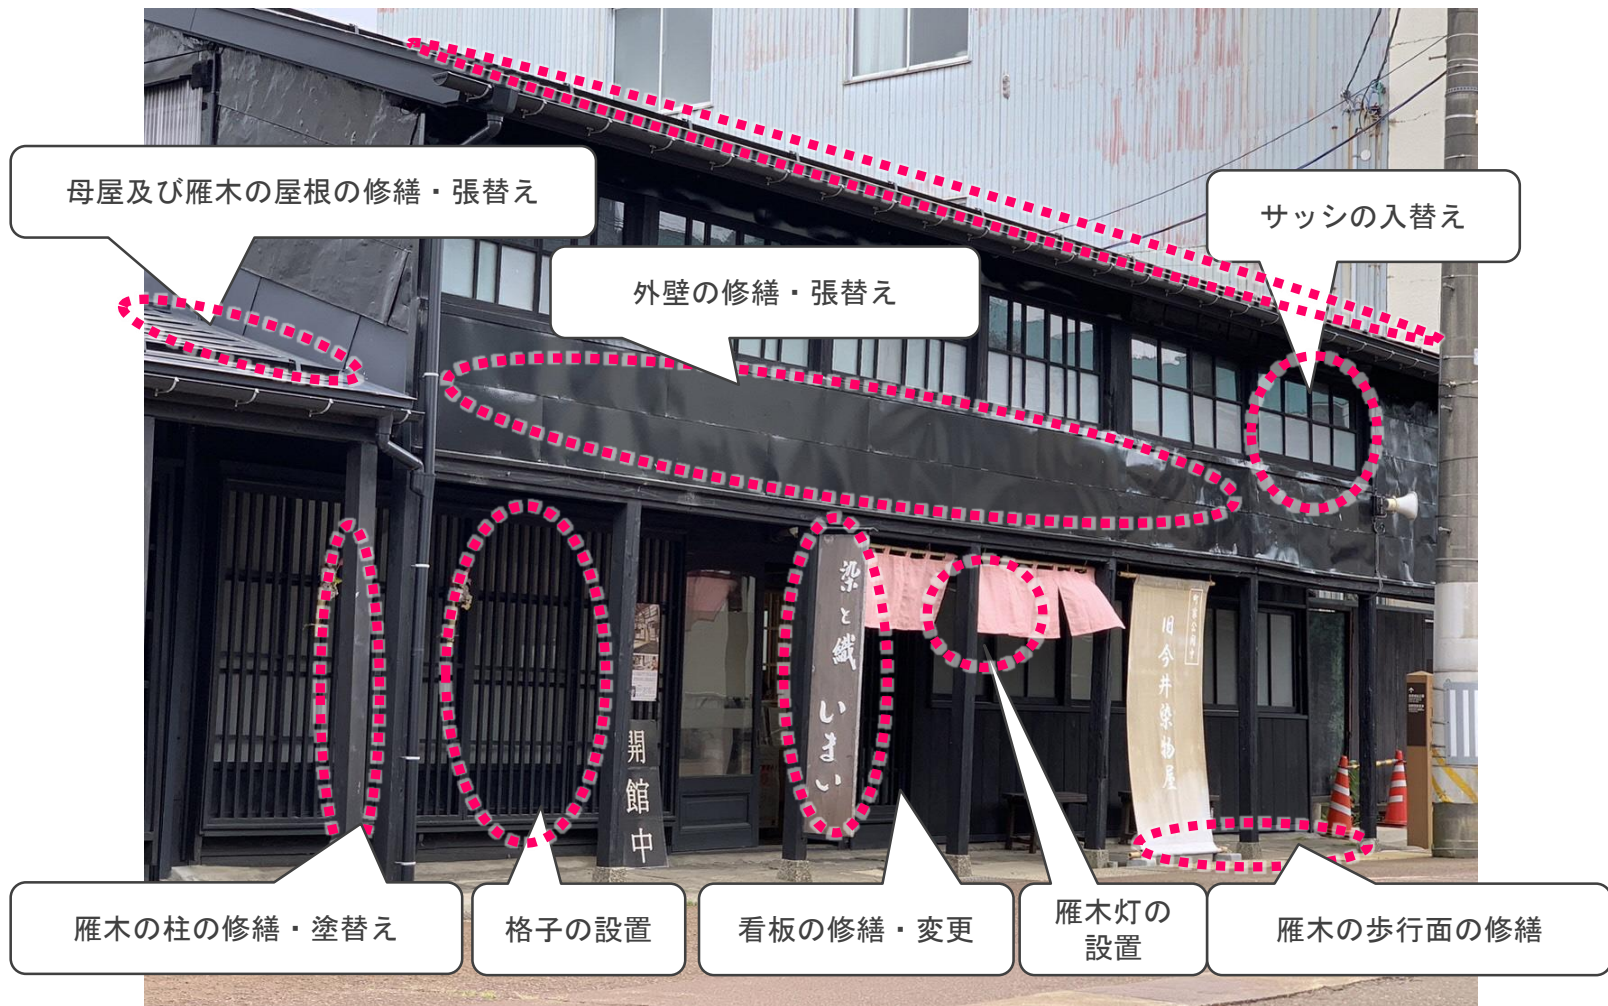 母屋及び雁木の屋根の修繕・張替え
サッシの入替え
外壁の修繕・張替え
染と織 いまい
旧今井染物屋
開館中
雁木の柱の修繕・塗替え
格子の設置
看板の修繕・変更
雁木灯の
設置
雁木の歩行面の修繕